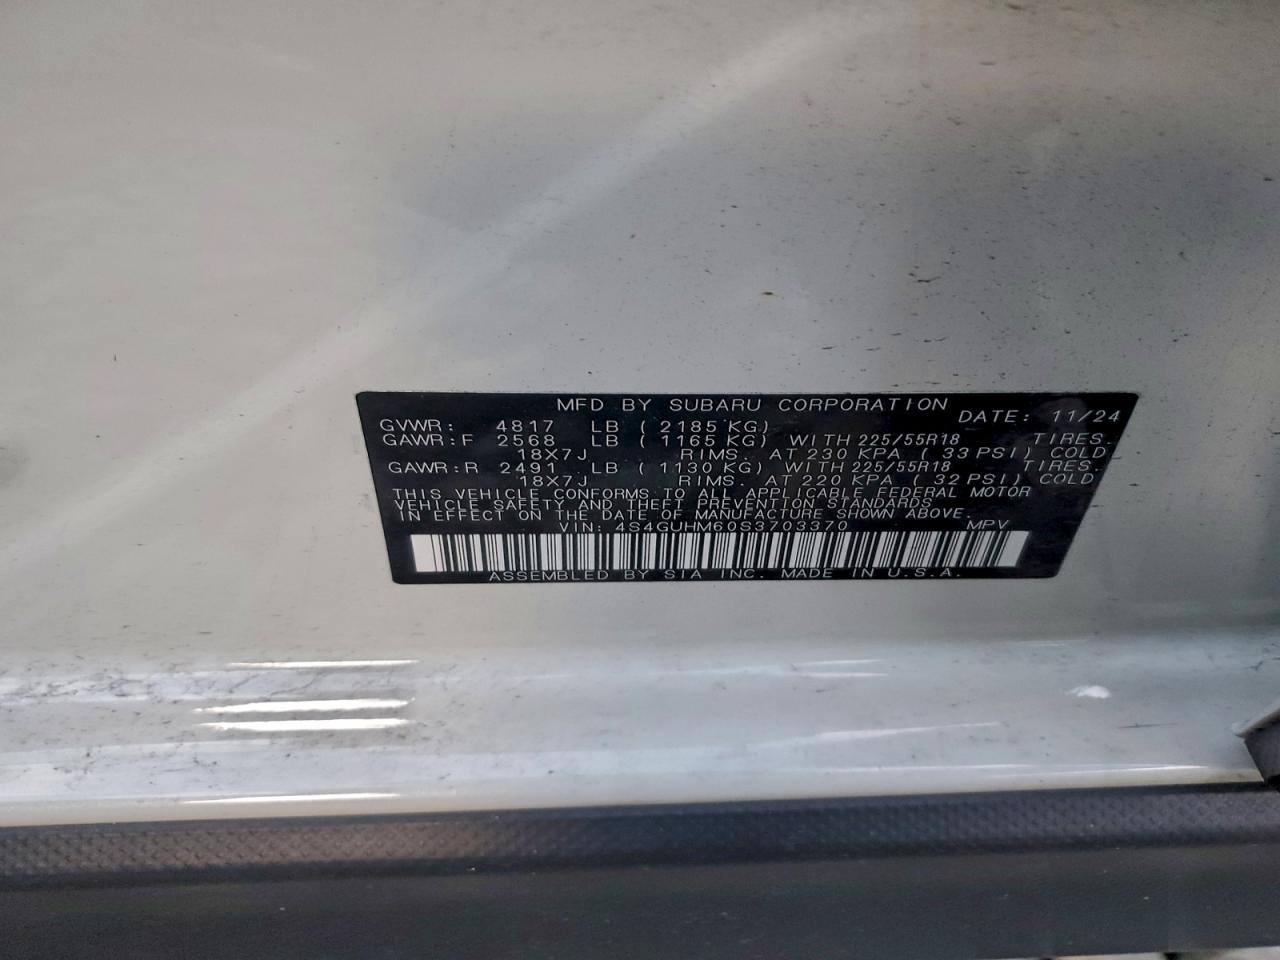 MFD BY SUBARU CORPORATION DATE: 11/24
GVWR: 4817 LB (2185 KG)
GAWR:F 2568 LB (1165 KG) WITH 225/55R18 TIRES.
18X7J RIMS. AT 230 KPA (33 PSI) COLD
GAWR:R 2491 LB (1130 KG) WITH 225/55R18 TIRES.
18X7J RIMS. AT 220 KPA (32 PSI) COLD
THIS VEHICLE CONFORMS TO ALL APPLICABLE FEDERAL MOTOR
VEHICLE SAFETY AND THEFT PREVENTION STANDARDS
IN EFFECT ON THE DATE OF MANUFACTURE SHOWN ABOVE.
VIN: 4S4GUHM60S3703370 MPV
ASSEMBLED BY SIA INC. MADE IN U.S.A.